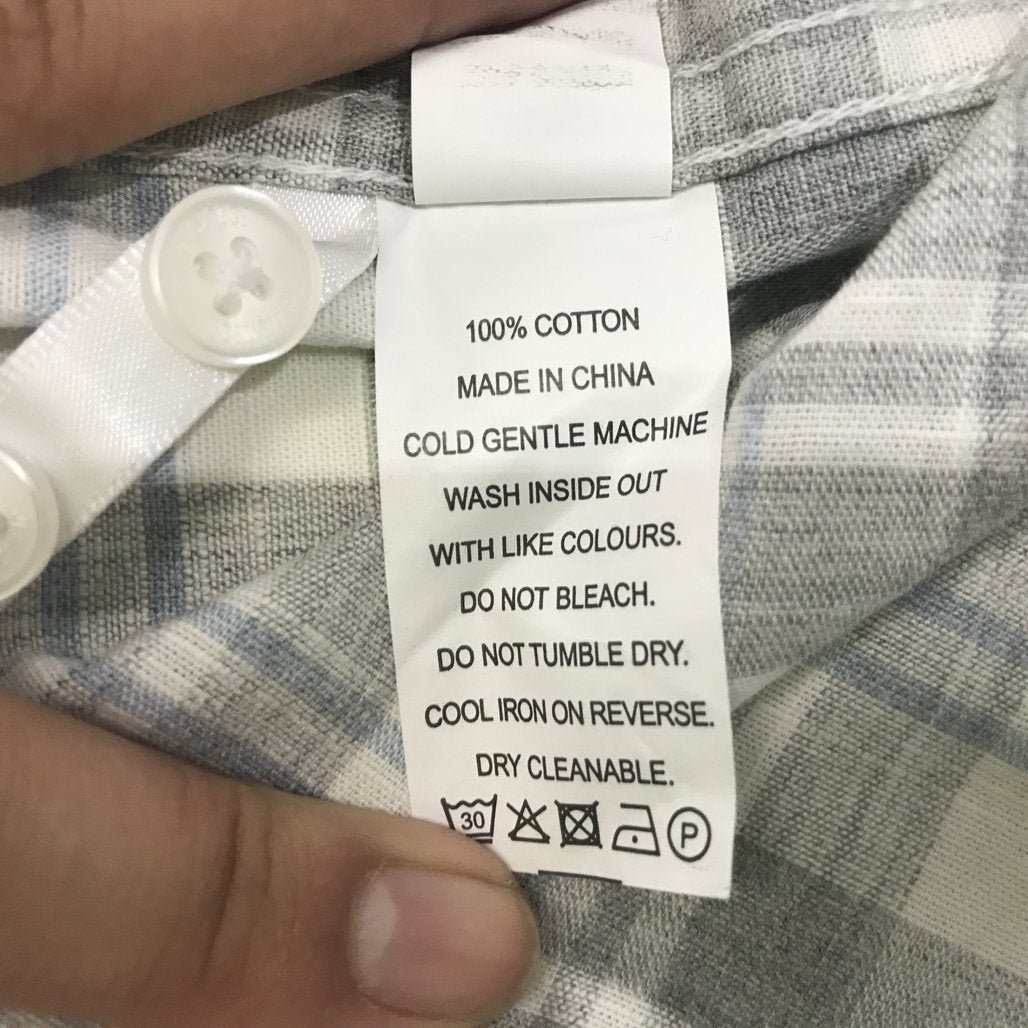 100% COTTON
MADE IN CHINA
COLD GENTLE MACHINE
WASH INSIDE OUT
WITH LIKE COLOURS.
DO NOT BLEACH.
DO NOT TUMBLE DRY.
COOL IRON ON REVERSE.
DRY CLEANABLE.
30
P